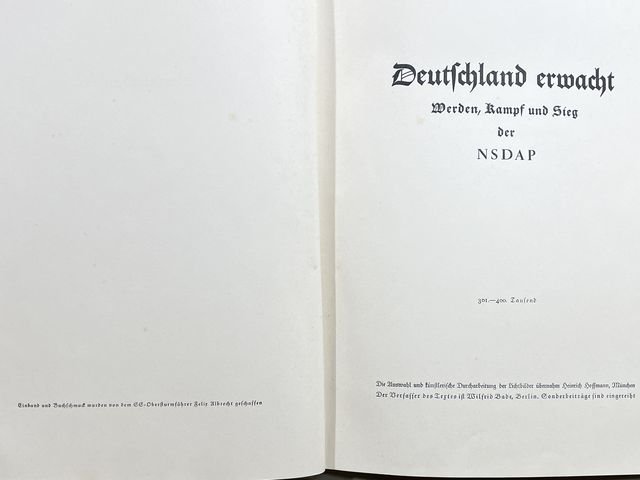 Einband und Buchschmuck wurden von dem SS-Obersturmführer Felix Albrecht geschaffen
Deutschland erwacht
Werden, Kampf und Sieg
der
NSDAP
301.—400. Tausend
Die Auswahl und künstlerische Durcharbeitung der Lichtbilder übernahm Heinrich Hoffmann, München
Der Verfasser des Textes ist Wilfrid Bade, Berlin. Sonderbeiträge sind eingereiht